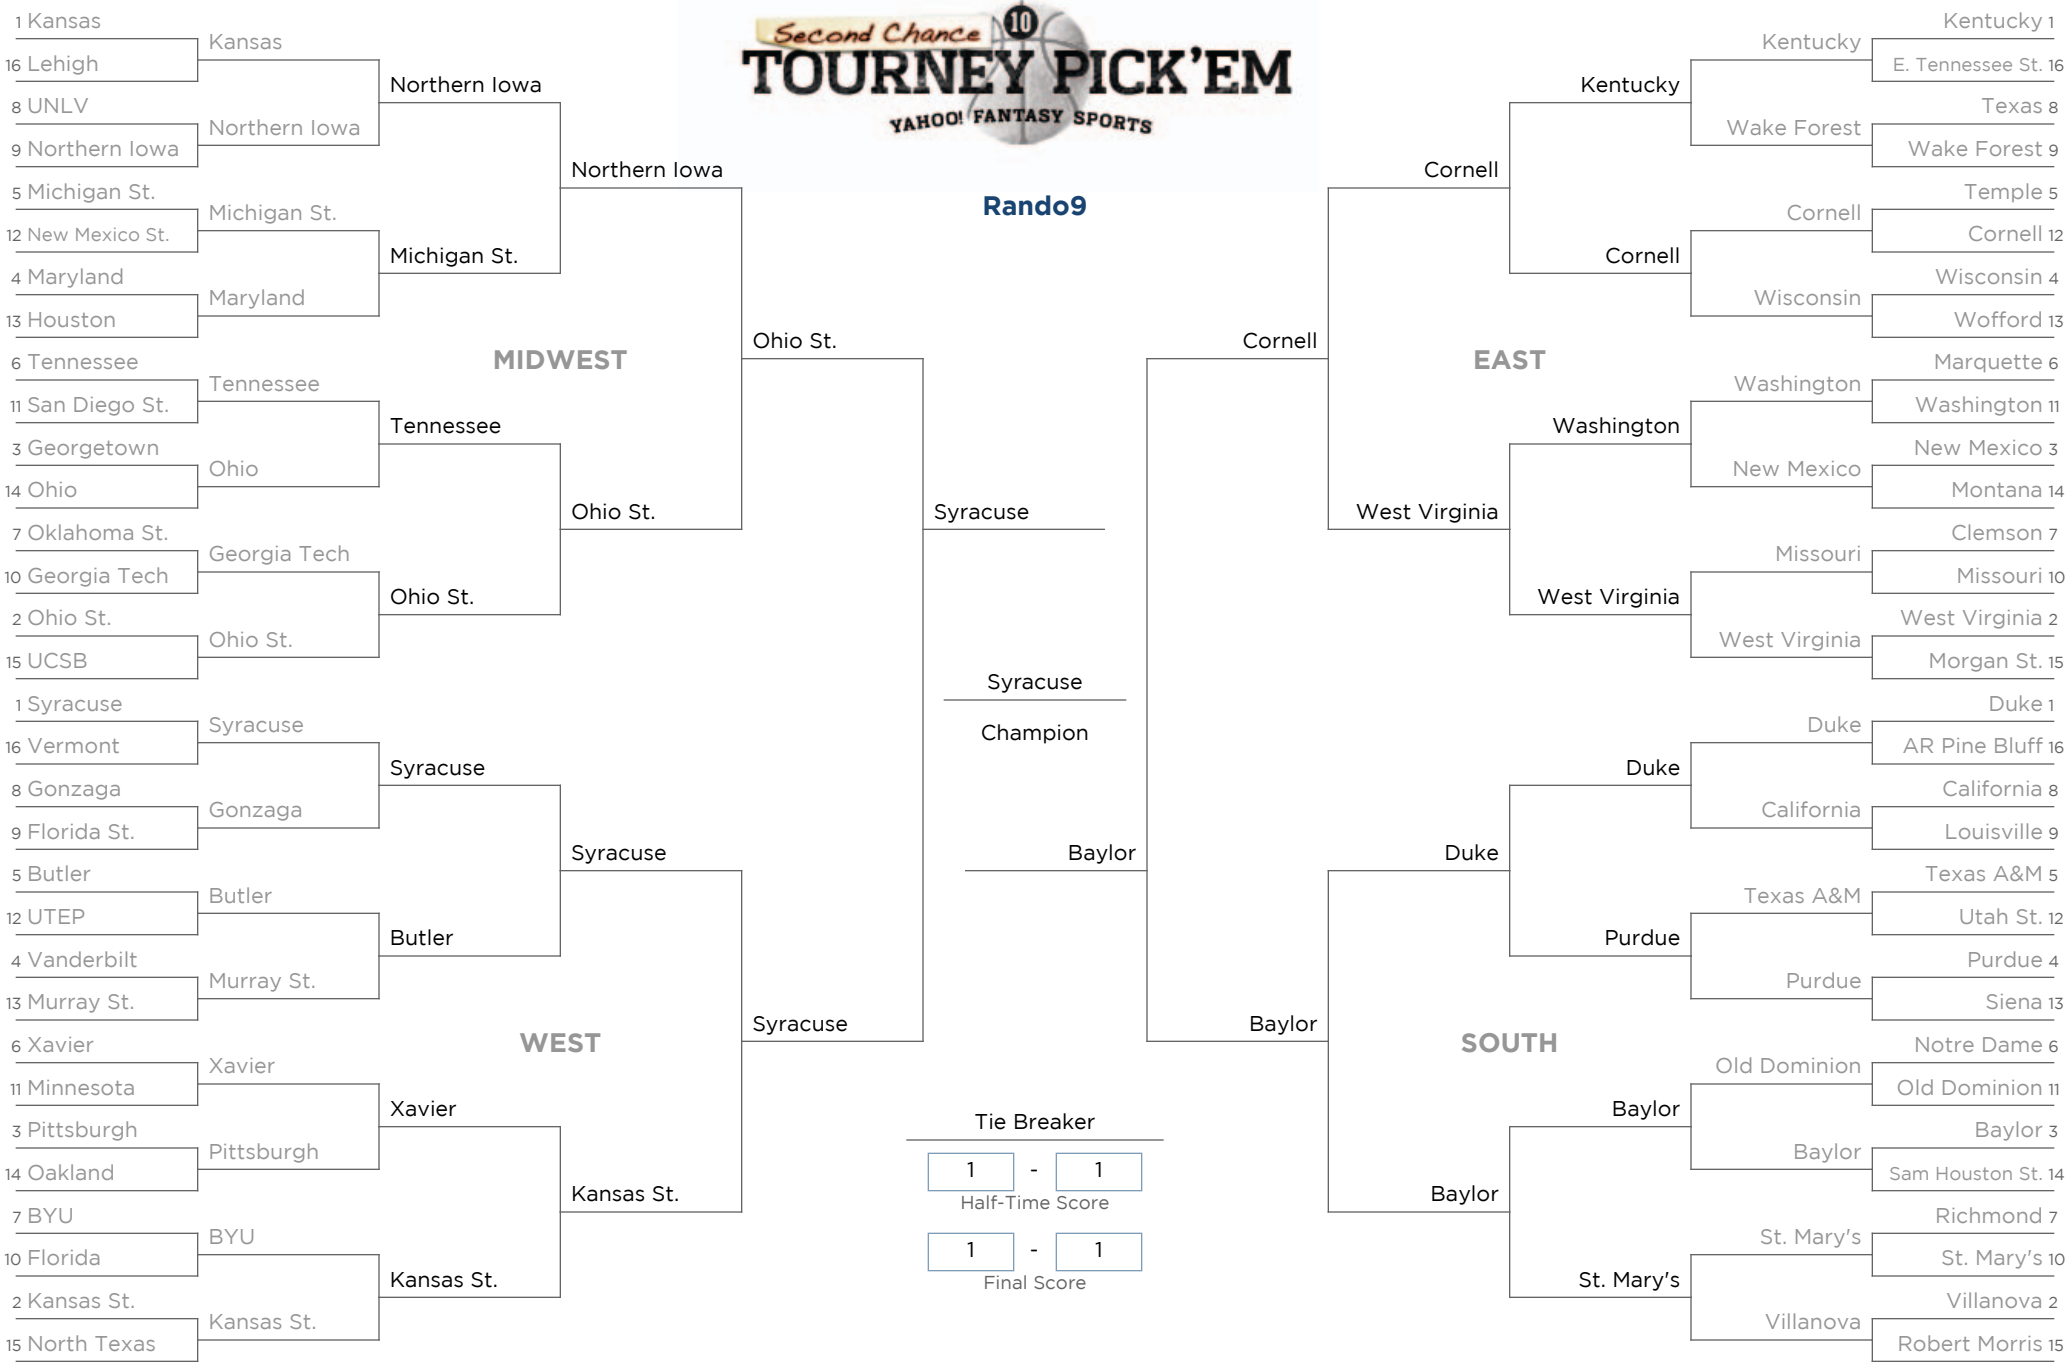 Second Chance 10
TOURNEY PICK'EM
YAHOO! FANTASY SPORTS
Rando9
1 Kansas
16 Lehigh
8 UNLV
9 Northern Iowa
5 Michigan St.
12 New Mexico St.
4 Maryland
13 Houston
6 Tennessee
11 San Diego St.
3 Georgetown
14 Ohio
7 Oklahoma St.
10 Georgia Tech
2 Ohio St.
15 UCSB
Kansas
Northern Iowa
Michigan St.
Maryland
Tennessee
Ohio
Georgia Tech
Ohio St.
Northern Iowa
Michigan St.
Tennessee
Ohio St.
Northern Iowa
Ohio St.
MIDWEST
Ohio St.
1 Syracuse
16 Vermont
8 Gonzaga
9 Florida St.
5 Butler
12 UTEP
4 Vanderbilt
13 Murray St.
6 Xavier
11 Minnesota
3 Pittsburgh
14 Oakland
7 BYU
10 Florida
2 Kansas St.
15 North Texas
Syracuse
Gonzaga
Butler
Murray St.
Xavier
Pittsburgh
BYU
Kansas St.
Syracuse
Butler
Xavier
Kansas St.
Syracuse
Kansas St.
WEST
Syracuse
Syracuse
Syracuse
Champion
Baylor
Tie Breaker
1 - 1
Half-Time Score
1 - 1
Final Score
Kentucky 1
E. Tennessee St. 16
Texas 8
Wake Forest 9
Temple 5
Cornell 12
Wisconsin 4
Wofford 13
Marquette 6
Washington 11
New Mexico 3
Montana 14
Clemson 7
Missouri 10
West Virginia 2
Morgan St. 15
Kentucky
Wake Forest
Cornell
Wisconsin
Washington
New Mexico
Missouri
West Virginia
Kentucky
Cornell
Washington
West Virginia
Cornell
West Virginia
EAST
Cornell
Duke 1
AR Pine Bluff 16
California 8
Louisville 9
Texas A&M 5
Utah St. 12
Purdue 4
Siena 13
Notre Dame 6
Old Dominion 11
Baylor 3
Sam Houston St. 14
Richmond 7
St. Mary's 10
Villanova 2
Robert Morris 15
Duke
California
Texas A&M
Purdue
Old Dominion
Baylor
St. Mary's
Villanova
Duke
Purdue
Baylor
St. Mary's
Duke
Baylor
SOUTH
Baylor